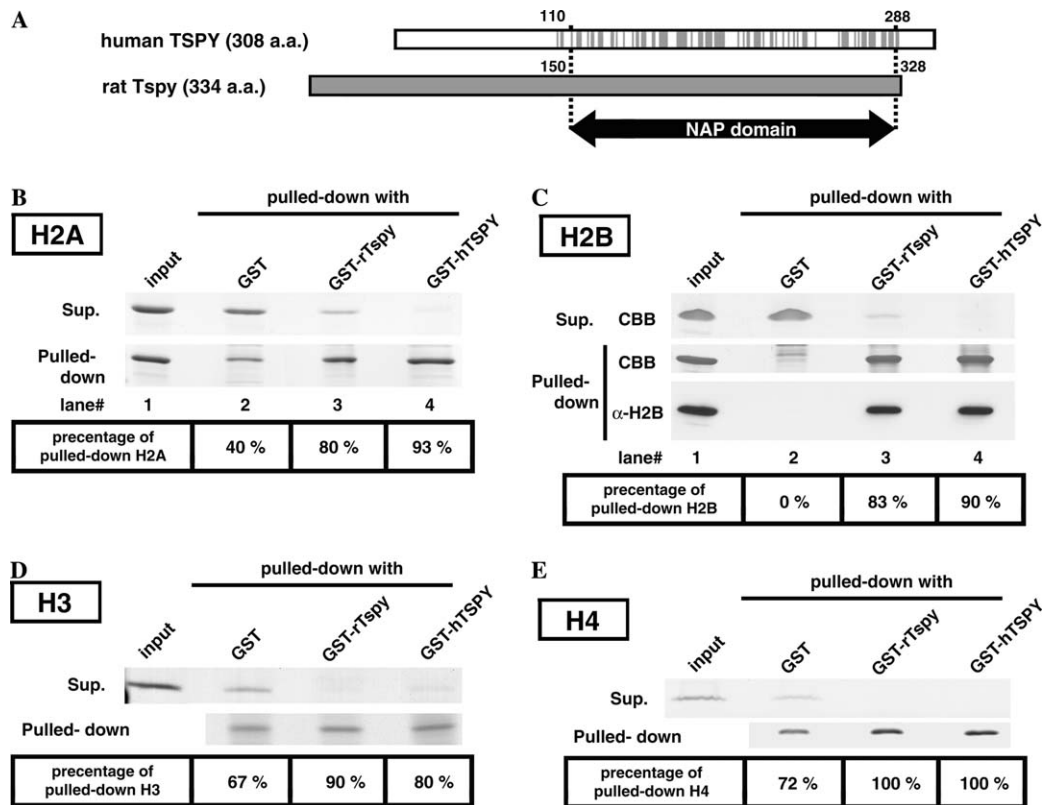 A
110 288
human TSPY (308 a.a.)
150 328
rat Tspy (334 a.a.)
NAP domain
B
pulled-down with
H2A
input GST GST-rTspy GST-hTSPY
Sup.
Pulled-
down
lane# 1 2 3 4
precentage of
pulled-down H2A
40 % 80 % 93 %
C
pulled-down with
H2B
input GST GST-rTspy GST-hTSPY
Sup. CBB
CBB
Pulled-
down
α-H2B
lane# 1 2 3 4
precentage of
pulled-down H2B
0 % 83 % 90 %
D
pulled-down with
H3
input GST GST-rTspy GST-hTSPY
Sup.
Pulled- down
precentage of
pulled-down H3
67 % 90 % 80 %
E
pulled-down with
H4
input GST GST-rTspy GST-hTSPY
Sup.
Pulled- down
precentage of
pulled-down H4
72 % 100 % 100 %